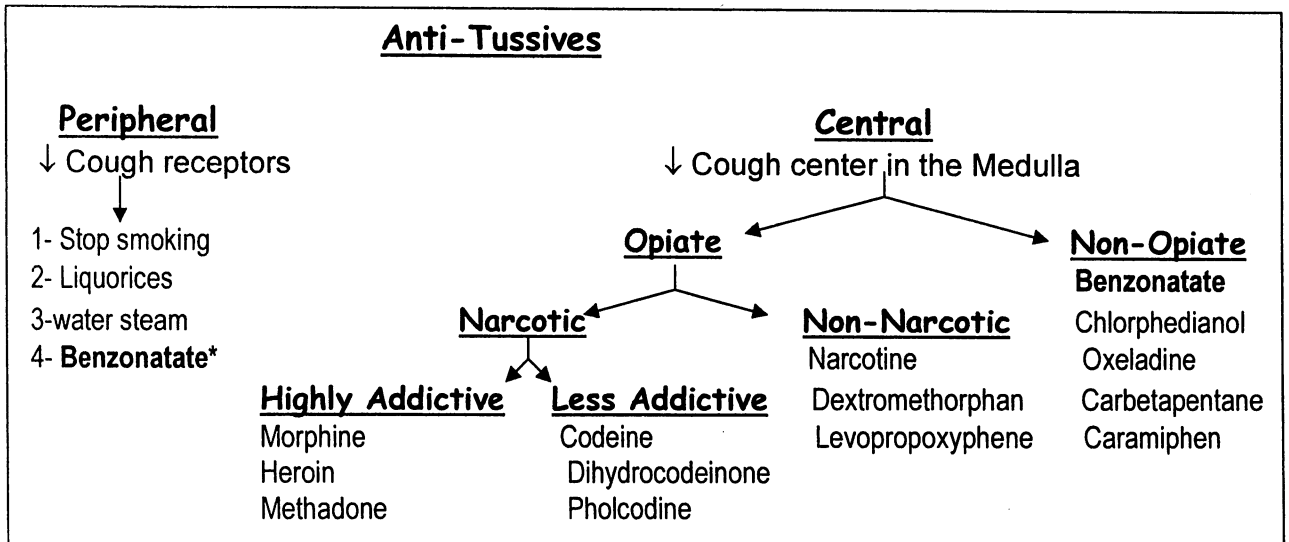 Anti-Tussives
Peripheral
↓ Cough receptors
1- Stop smoking
2- Liquorices
3-water steam
4- Benzonatate*
Central
↓ Cough center in the Medulla
Opiate
Narcotic
Highly Addictive
Morphine
Heroin
Methadone
Less Addictive
Codeine
Dihydrocodeinone
Pholcodine
Non-Narcotic
Narcotine
Dextromethorphan
Levopropoxyphene
Non-Opiate
Benzonatate
Chlorphedianol
Oxeladine
Carbetapentane
Caramiphen